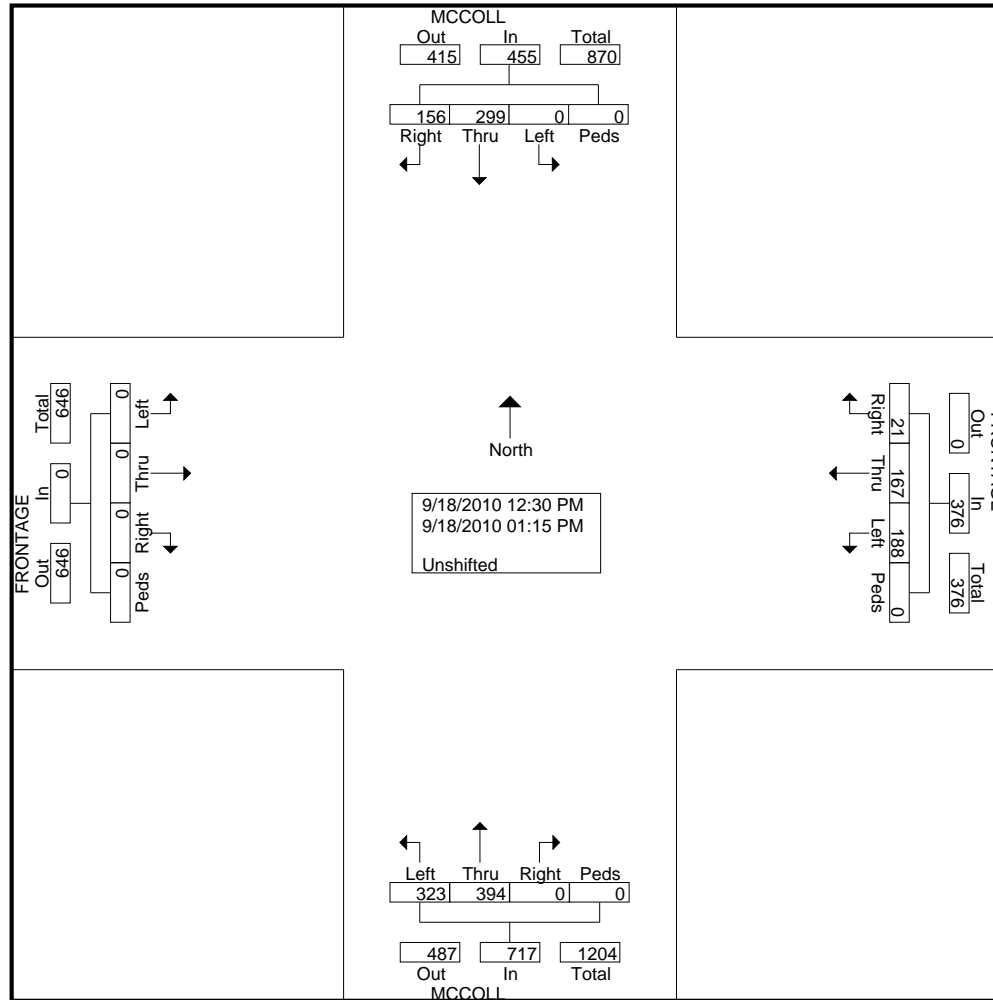 MCCOLL
Out In Total
415 455 870
156 299 0 0
Right Thru Left Peds
FRONTAGE
Out In Total
646 0 646
0 0 0 0
Left Thru Right Peds
North
9/18/2010 12:30 PM
9/18/2010 01:15 PM
Unshifted
Right Thru Left Peds
21 167 188 0
Out In Total
0 376 376
Left Thru Right Peds
323 394 0 0
487 717 1204
Out In Total
MCCOLL